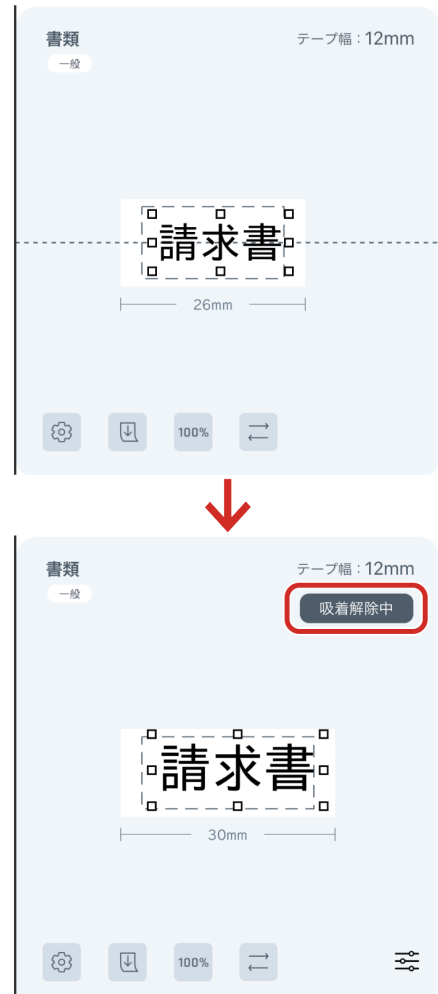 書類
テープ幅：12mm
一般
請求書
26mm
100%
書類
テープ幅：12mm
一般
吸着解除中
請求書
30mm
100%